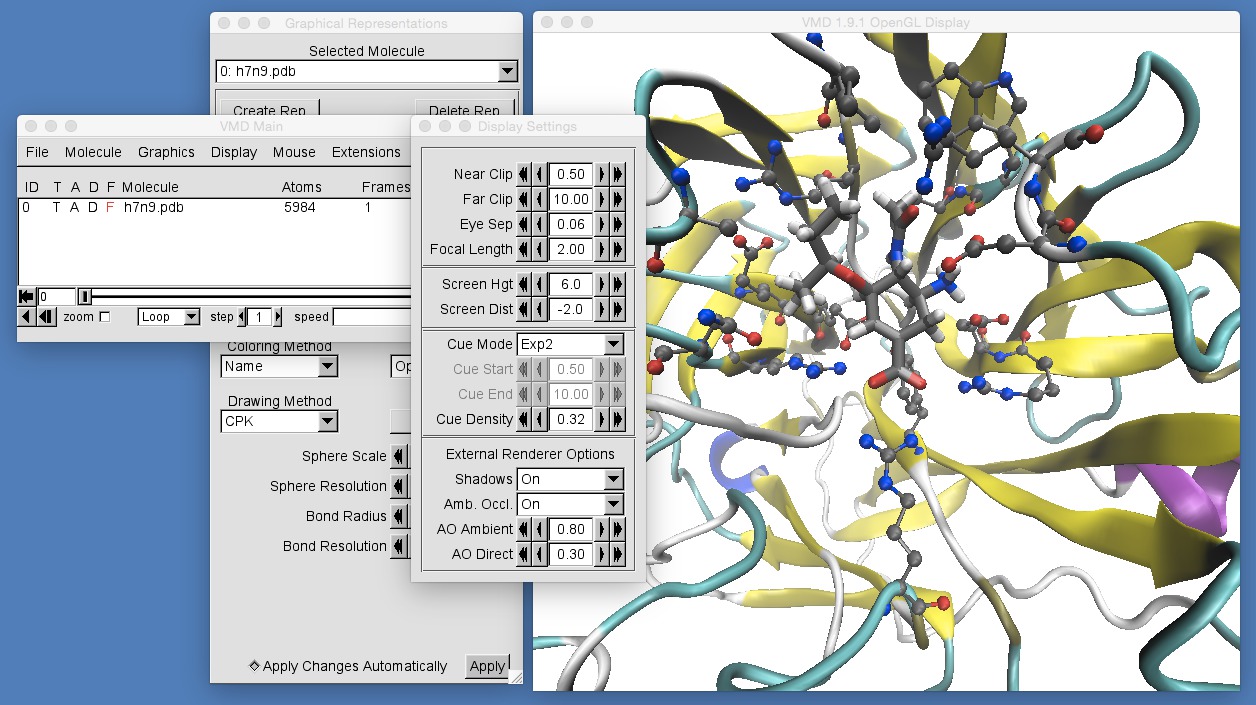 Graphical Representations
Selected Molecule
0: h7n9.pdb
Create Rep Delete Rep
VMD Main
File Molecule Graphics Display Mouse Extensions
ID T A D F Molecule Atoms Frames
0 T A D F h7n9.pdb 5984 1
0
zoom Loop step 1 speed
Coloring Method
Name Op
Drawing Method
CPK
Sphere Scale
Sphere Resolution
Bond Radius
Bond Resolution
Apply Changes Automatically Apply
Display Settings
Near Clip 0.50
Far Clip 10.00
Eye Sep 0.06
Focal Length 2.00
Screen Hgt 6.0
Screen Dist -2.0
Cue Mode Exp2
Cue Start 0.50
Cue End 10.00
Cue Density 0.32
External Renderer Options
Shadows On
Amb. Occl. On
AO Ambient 0.80
AO Direct 0.30
VMD 1.9.1 OpenGL Display